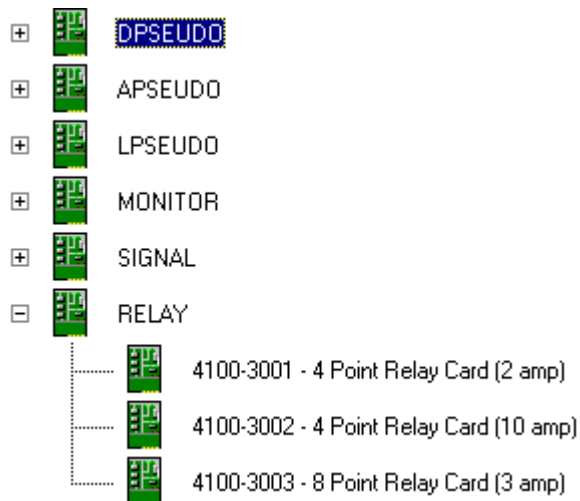 DPSEUDO
APSEUDO
LPSEUDO
MONITOR
SIGNAL
RELAY
4100-3001 - 4 Point Relay Card (2 amp)
4100-3002 - 4 Point Relay Card (10 amp)
4100-3003 - 8 Point Relay Card (3 amp)